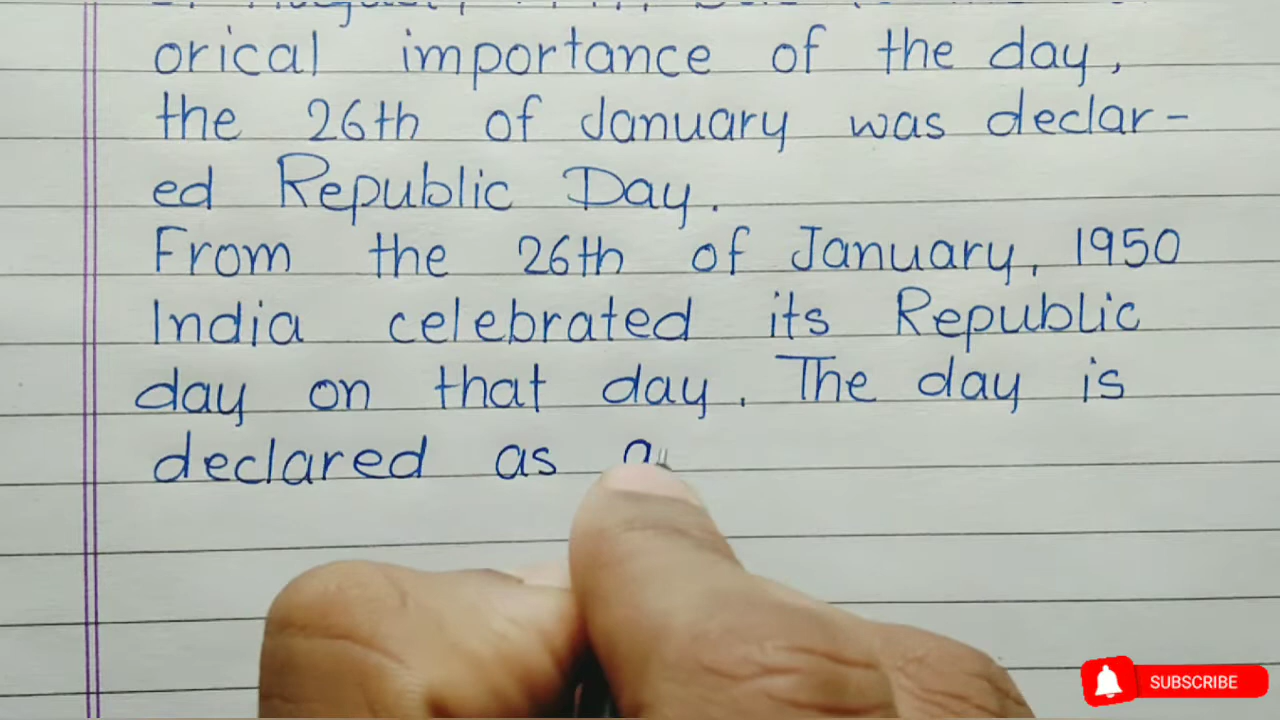 orical importance of the day,
the 26th of January was declar-
ed Republic Day.
From the 26th of January, 1950
India celebrated its Republic
day on that day. The day is
declared as
SUBSCRIBE